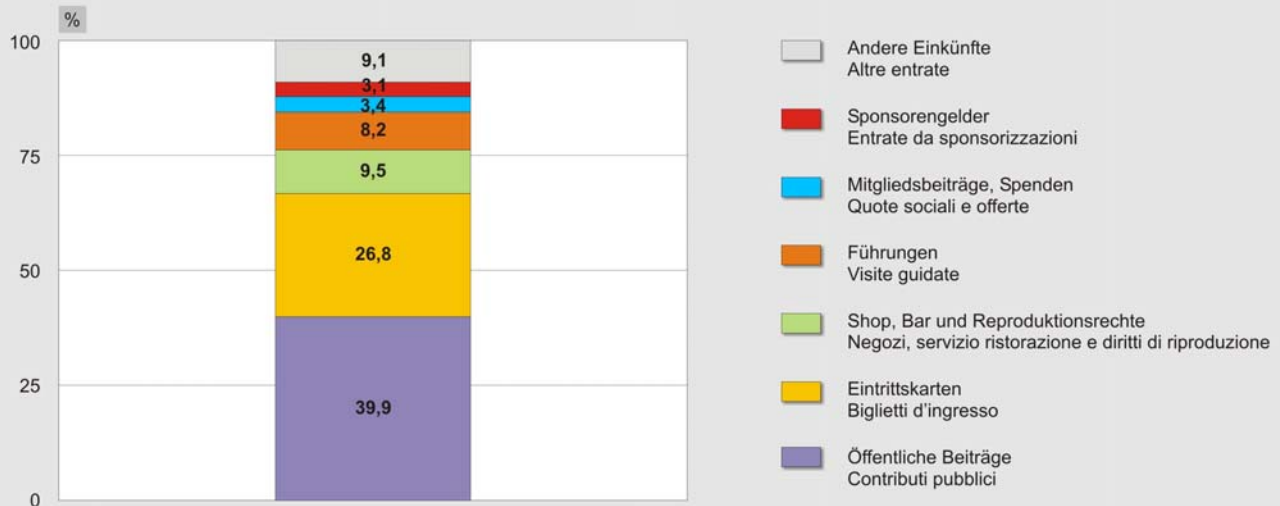 %
100
75
50
25
0
9,1
3,1
3,4
8,2
9,5
26,8
39,9
Andere Einkünfte
Altre entrate
Sponsorengelder
Entrate da sponsorizzazioni
Mitgliedsbeiträge, Spenden
Quote sociali e offerte
Führungen
Visite guidate
Shop, Bar und Reproduktionsrechte
Negozi, servizio ristorazione e diritti di riproduzione
Eintrittskarten
Biglietti d'ingresso
Öffentliche Beiträge
Contributi pubblici